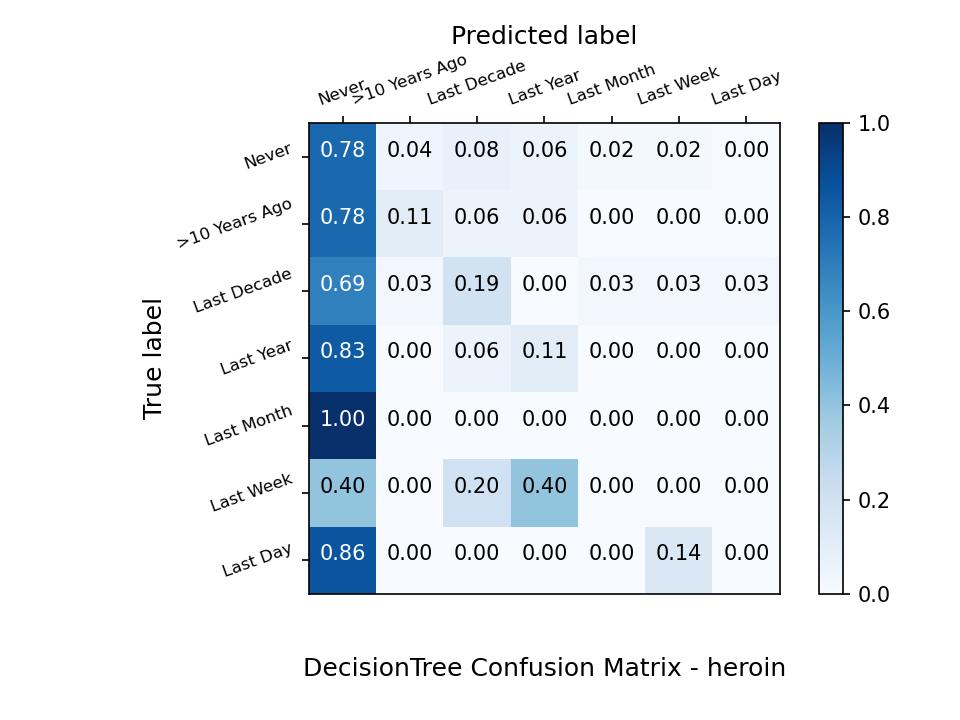 Predicted label
Never >10 Years Ago Last Decade Last Year Last Month Last Week Last Day
1.0
Never 0.78 0.04 0.08 0.06 0.02 0.02 0.00
>10 Years Ago 0.78 0.11 0.06 0.06 0.00 0.00 0.00
0.8
Last Decade 0.69 0.03 0.19 0.00 0.03 0.03 0.03
0.6
Last Year 0.83 0.00 0.06 0.11 0.00 0.00 0.00
True label
0.4
Last Month 1.00 0.00 0.00 0.00 0.00 0.00 0.00
Last Week 0.40 0.00 0.20 0.40 0.00 0.00 0.00
0.2
Last Day 0.86 0.00 0.00 0.00 0.00 0.14 0.00
0.0
DecisionTree Confusion Matrix - heroin